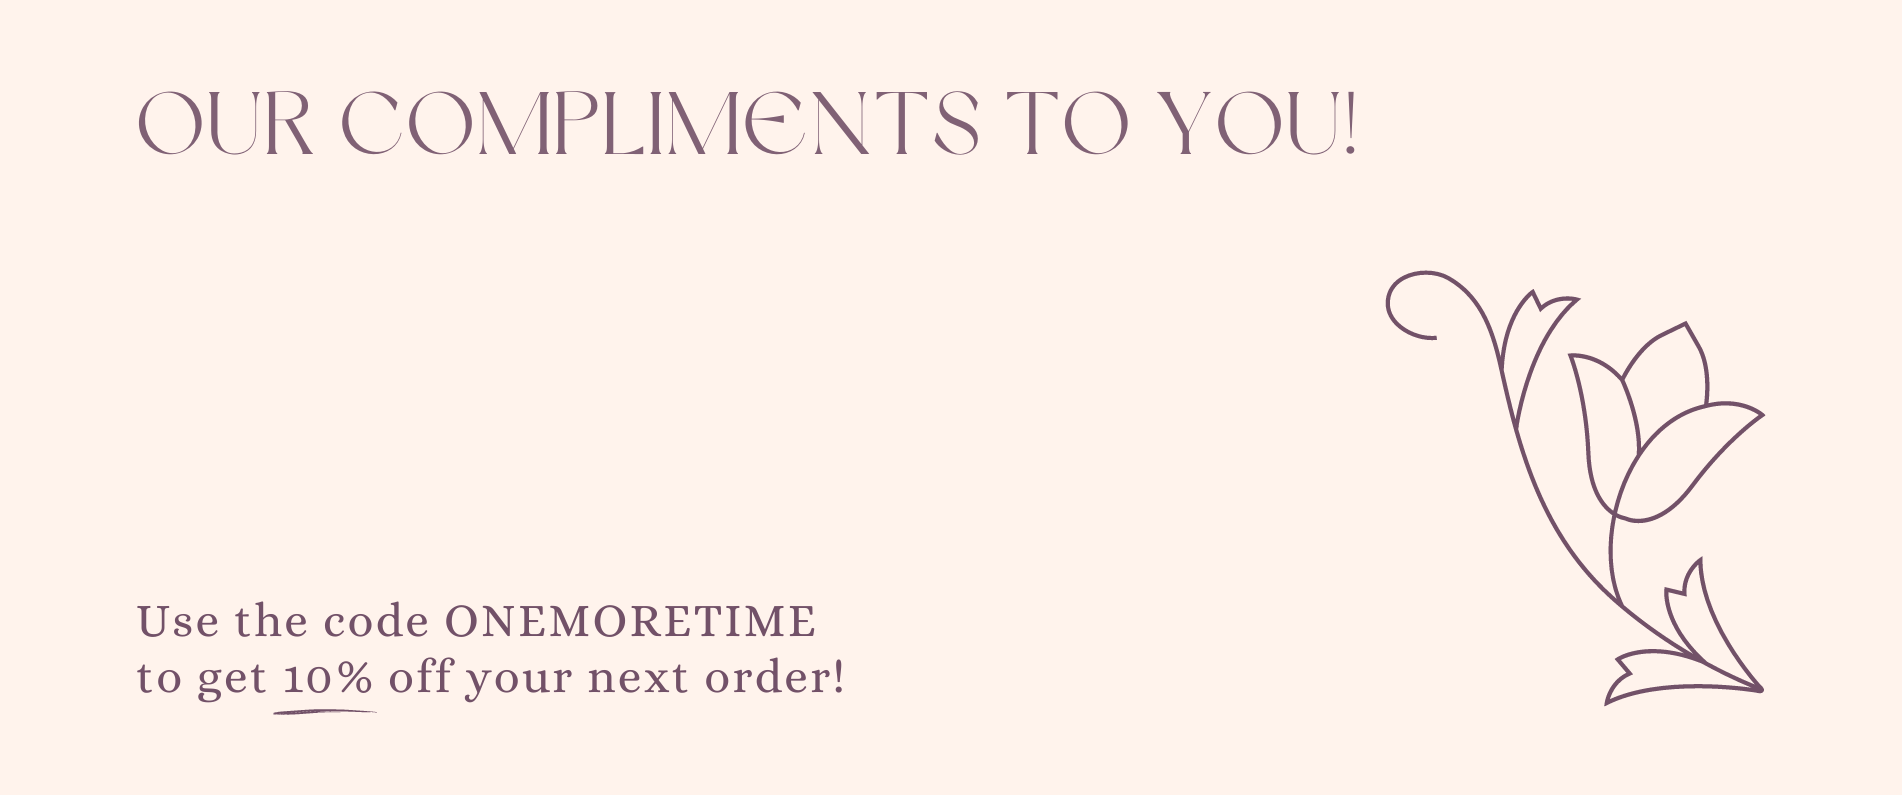 OUR COMPLIMENTS TO YOU!
Use the code ONEMORETIME
to get 10% off your next order!